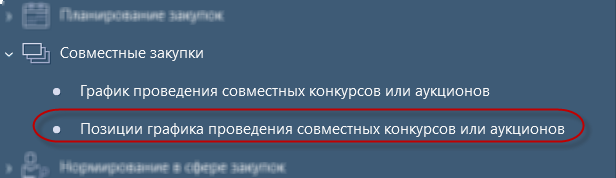 Планирование закупок
Совместные закупки
График проведения совместных конкурсов или аукционов
Позиции графика проведения совместных конкурсов или аукционов
Нормирование в сфере закупок